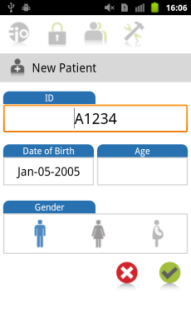 16:06
New Patient
ID
A1234
Date of Birth
Age
Jan-05-2005
Gender